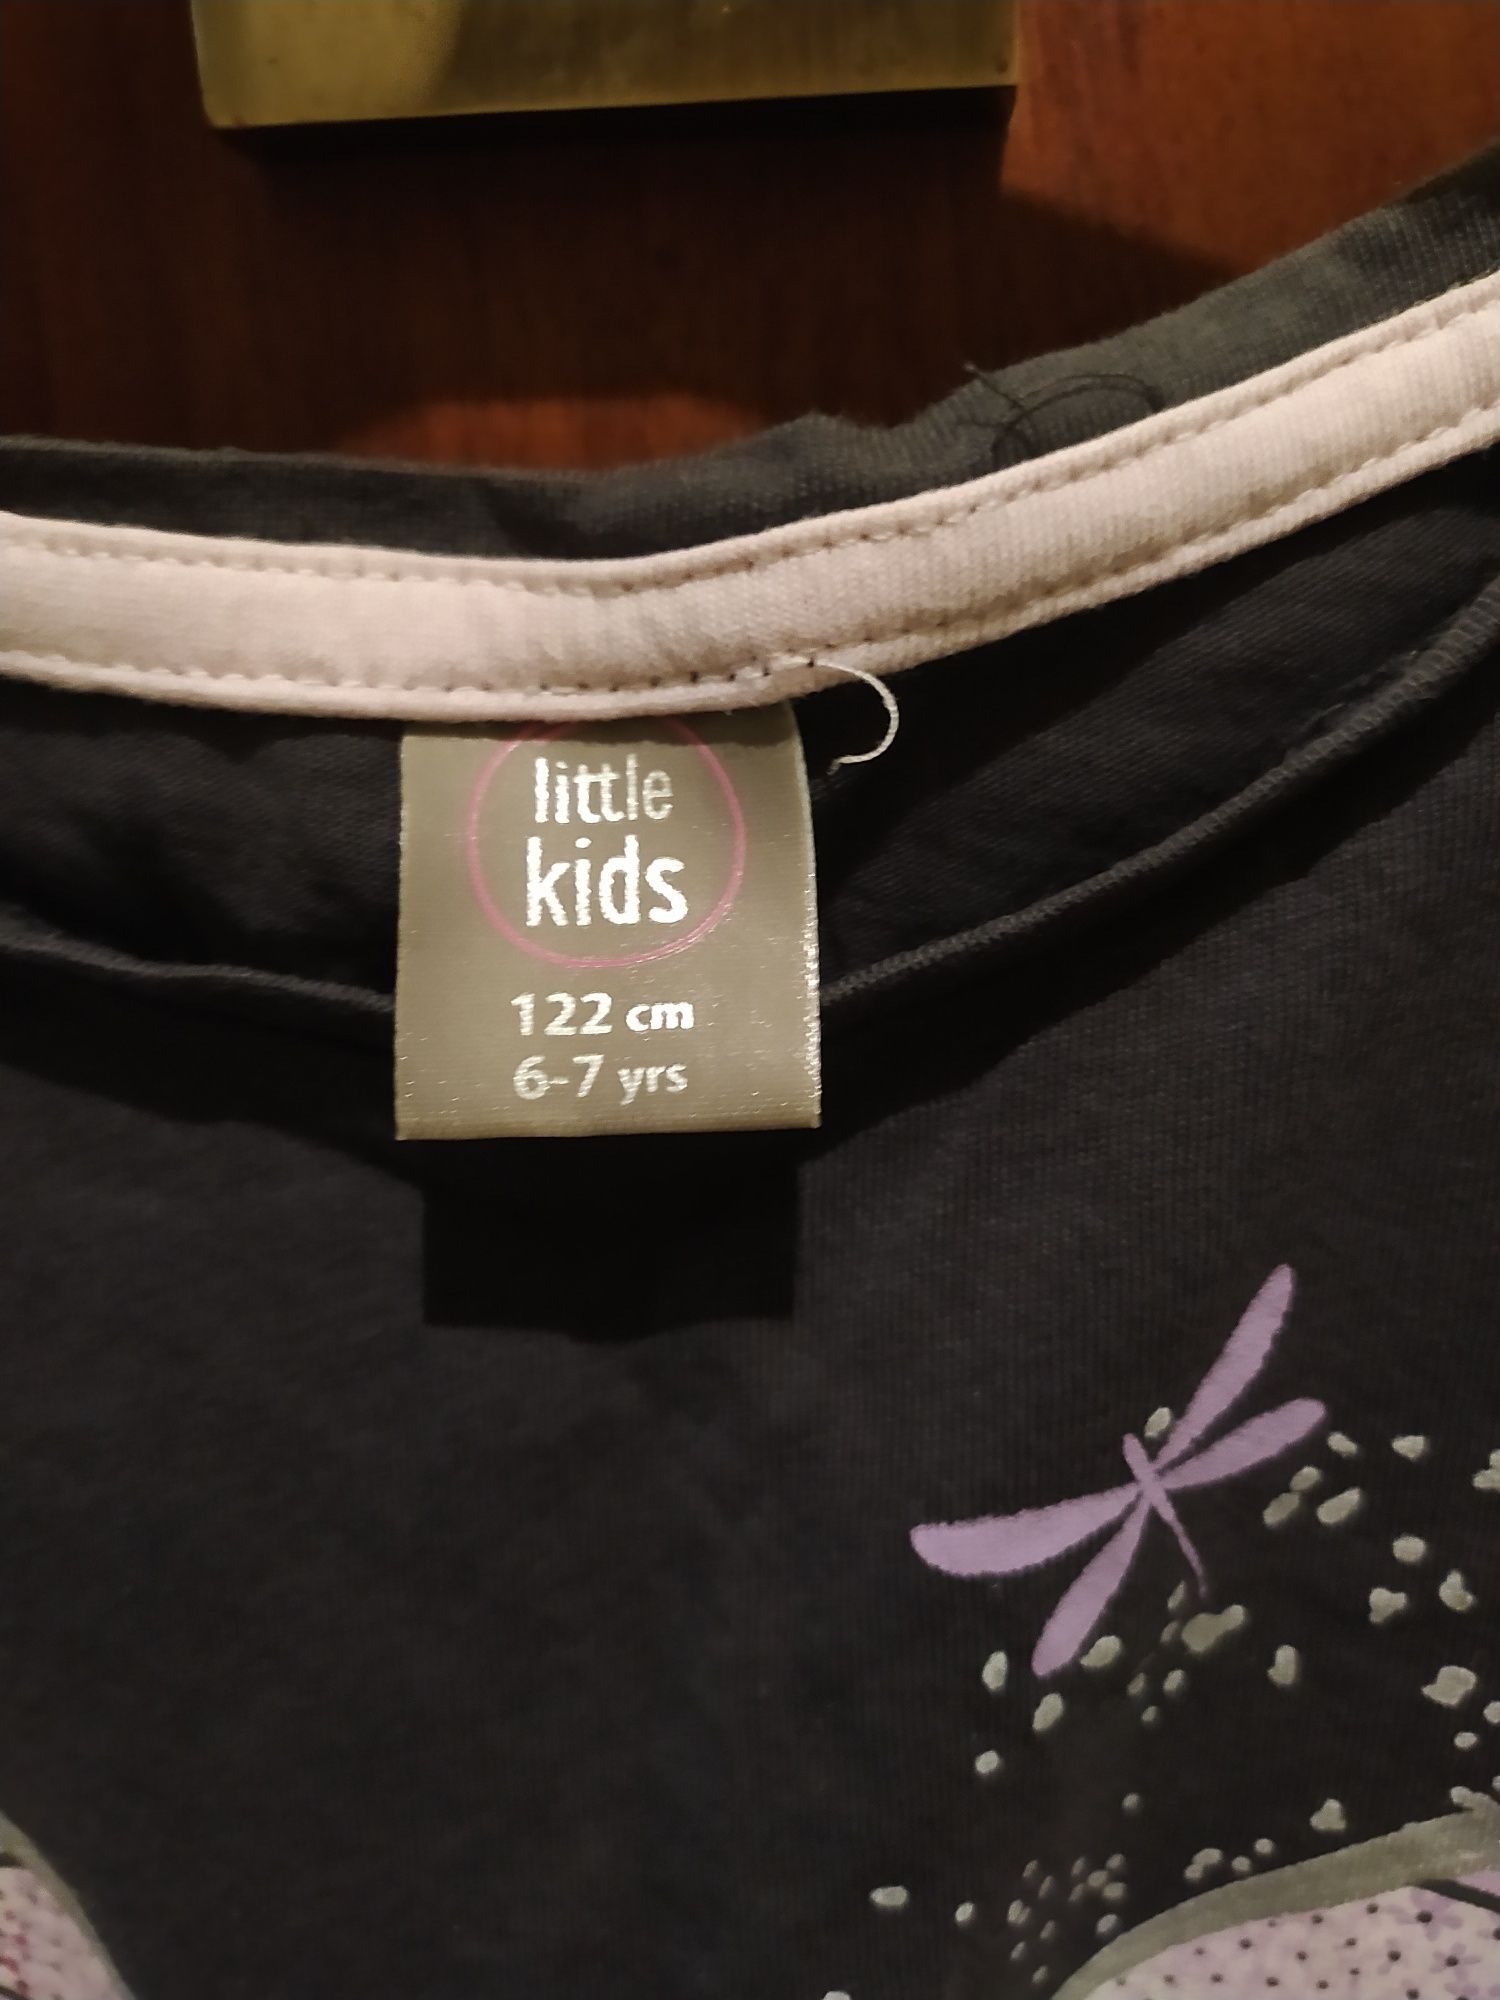 little
kids
122 cm
6-7 yrs